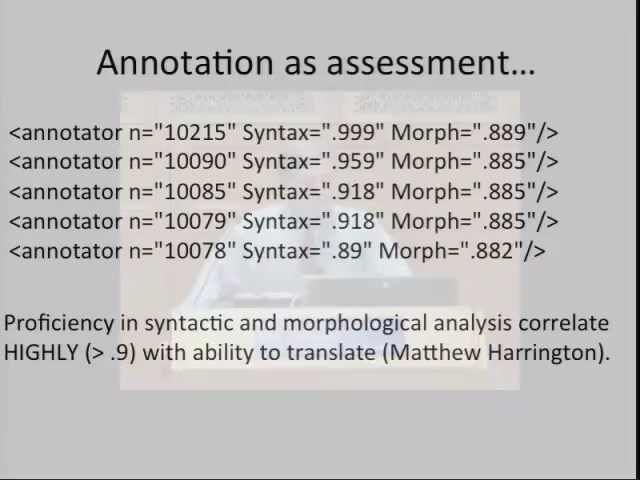 Annotation as assessment...
<annotator n="10215" Syntax=".999" Morph=".889"/>
<annotator n="10090" Syntax=".959" Morph=".885"/>
<annotator n="10085" Syntax=".918" Morph=".885"/>
<annotator n="10079" Syntax=".918" Morph=".885"/>
<annotator n="10078" Syntax=".89" Morph=".882"/>
Proficiency in syntactic and morphological analysis correlate
HIGHLY (> .9) with ability to translate (Matthew Harrington).